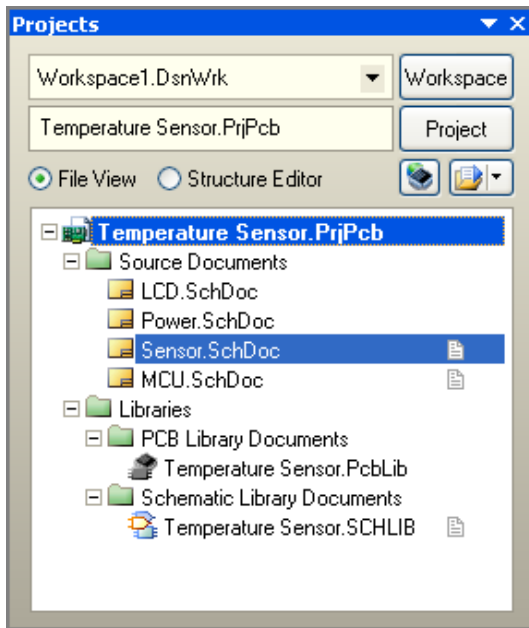 Projects
Workspace1.DsnWrk Workspace
Temperature Sensor.PrjPcb Project
File View Structure Editor
Temperature Sensor.PrjPcb
Source Documents
LCD.SchDoc
Power.SchDoc
Sensor.SchDoc
MCU.SchDoc
Libraries
PCB Library Documents
Temperature Sensor.PcbLib
Schematic Library Documents
Temperature Sensor.SCHLIB